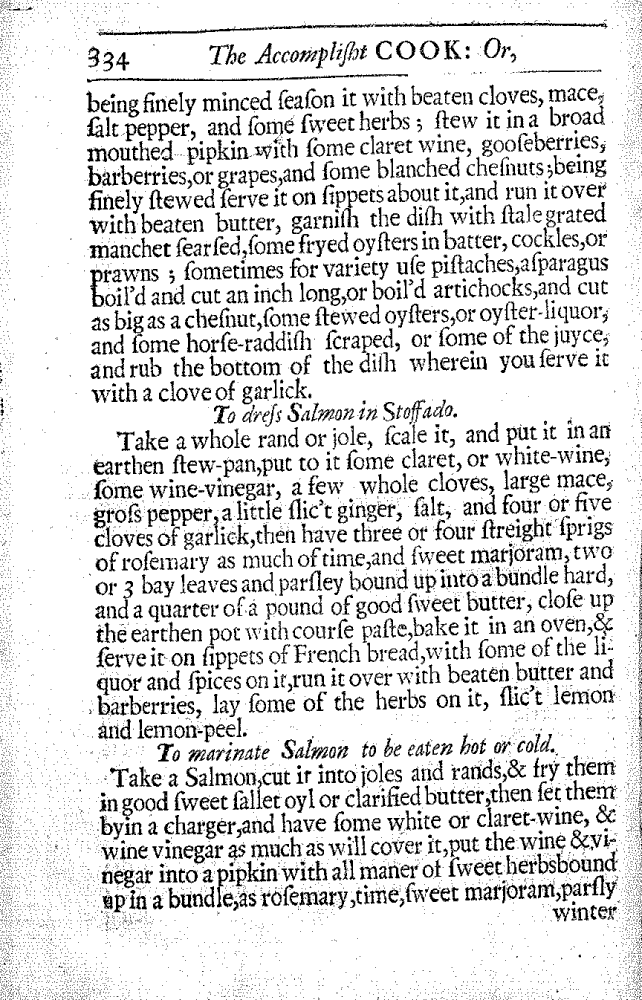 334 The Accompliſht COOK: Or,
being finely minced ſeaſon it with beaten cloves, mace,
ſalt pepper, and ſome ſweet herbs ; ſtew it in a broad
mouthed pipkin with ſome claret wine, gooſeberries,
barberries,or grapes,and ſome blanched cheſnuts ;being
finely ſtewed ſerve it on ſippets about it,and run it over
with beaten butter, garniſh the diſh with ſtale grated
manchet ſearſed,ſome fryed oyſters in batter, cockles,or
prawns ; ſometimes for variety uſe piſtaches,aſparagus
boil'd and cut an inch long,or boil'd artichocks,and cut
as big as a cheſnut,ſome ſtewed oyſters,or oyſter-liquor,
and ſome horſe-raddiſh ſcraped, or ſome of the juyce,
and rub the bottom of the diſh wherein you ſerve it
with a clove of garlick.
To dreſs Salmon in Stoffado.
Take a whole rand or jole, ſcale it, and put it in an
earthen ſtew-pan,put to it ſome claret, or white-wine,
ſome wine-vinegar, a few whole cloves, large mace,
groſs pepper, a little ſlic't ginger, ſalt, and four or five
cloves of garlick,then have three or four ſtreight ſprigs
of roſemary as much of time,and ſweet marjoram, two
or 3 bay leaves and parſley bound up into a bundle hard,
and a quarter of a pound of good ſweet butter, cloſe up
the earthen pot with courſe paſte,bake it in an oven,&
ſerve it on ſippets of French bread,with ſome of the li-
quor and ſpices on it,run it over with beaten butter and
barberries, lay ſome of the herbs on it, ſlic't lemon
and lemon-peel.
To marinate Salmon to be eaten hot or cold.
Take a Salmon,cut ir into joles and rands,& fry them
in good ſweet ſallet oyl or clarified butter,then ſet them
byin a charger,and have ſome white or claret-wine, &
wine vinegar as much as will cover it,put the wine & vi-
negar into a pipkin with all maner of ſweet herbsbound
up in a bundle,as roſemary,time,ſweet marjoram,parſly
winter